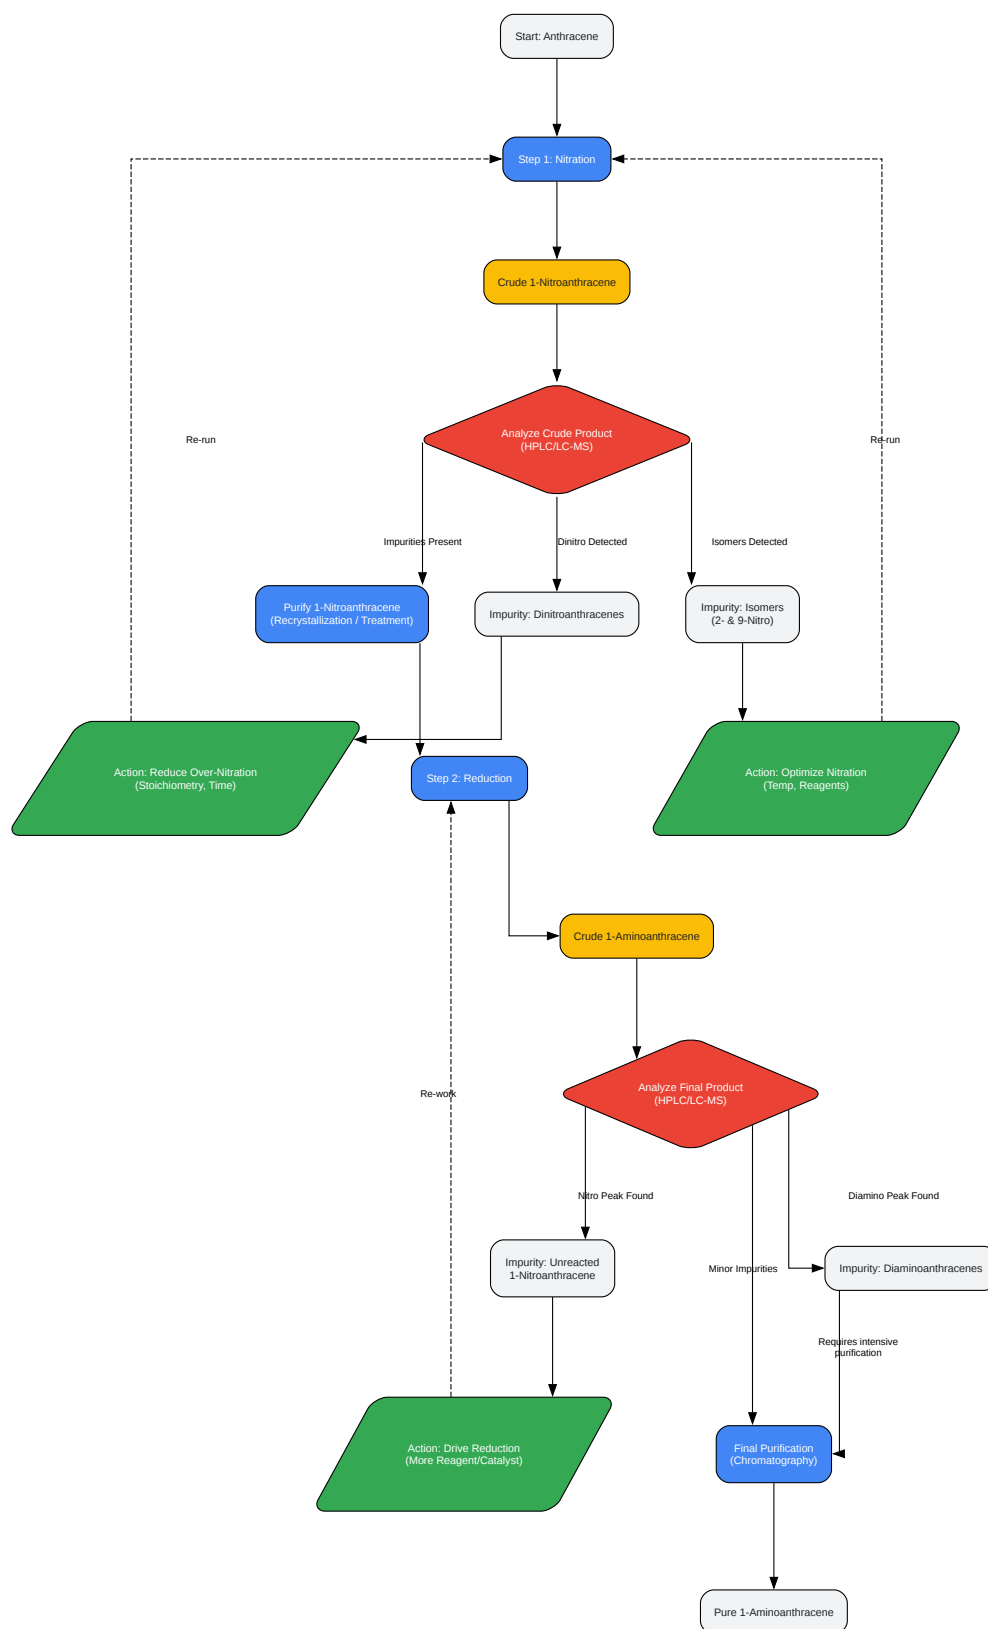 Start: Anthracene
Step 1: Nitration
Crude 1-Nitroanthracene
Analyze Crude Product
(HPLC/LC-MS)
Re-run
Re-run
Impurities Present
Dinitro Detected
Isomers Detected
Purify 1-Nitroanthracene
(Recrystallization / Treatment)
Impurity: Dinitroanthracenes
Impurity: Isomers
(2- & 9-Nitro)
Action: Reduce Over-Nitration
(Stoichiometry, Time)
Step 2: Reduction
Action: Optimize Nitration
(Temp, Reagents)
Crude 1-Aminoanthracene
Analyze Final Product
(HPLC/LC-MS)
Re-work
Nitro Peak Found
Diamino Peak Found
Impurity: Unreacted
1-Nitroanthracene
Minor Impurities
Impurity: Diaminoanthracenes
Requires intensive
purification
Action: Drive Reduction
(More Reagent/Catalyst)
Final Purification
(Chromatography)
Pure 1-Aminoanthracene